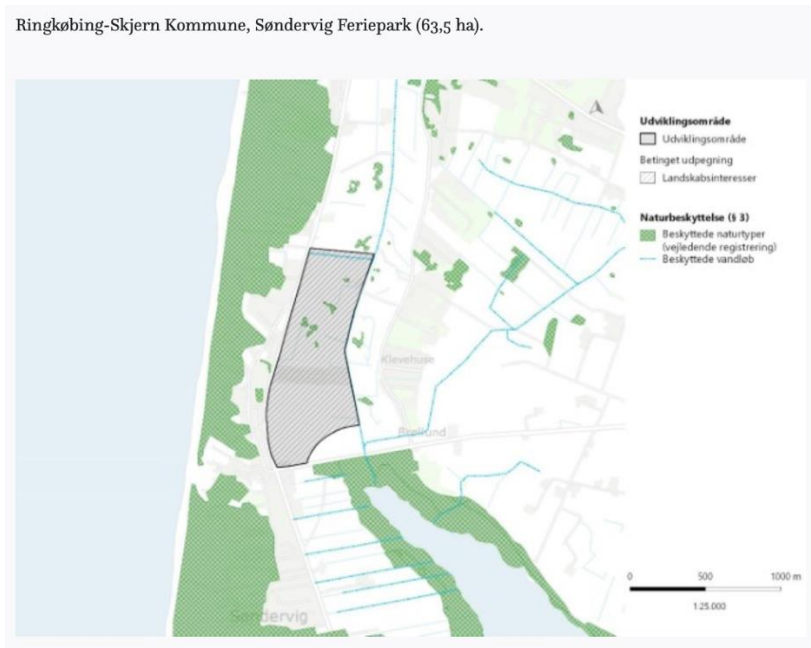 Ringkøbing-Skjern Kommune, Søndervig Feriepark (63,5 ha).
Udviklingsområde
Udviklingsområde
Betinget udpegning
Landskabsinteresser
Naturbeskyttelse (§ 3)
Beskyttede naturtyper
(vejledende registrering)
Beskyttede vandløb
Klevehuse
Søndervig
0 500 1000 m
1:25.000